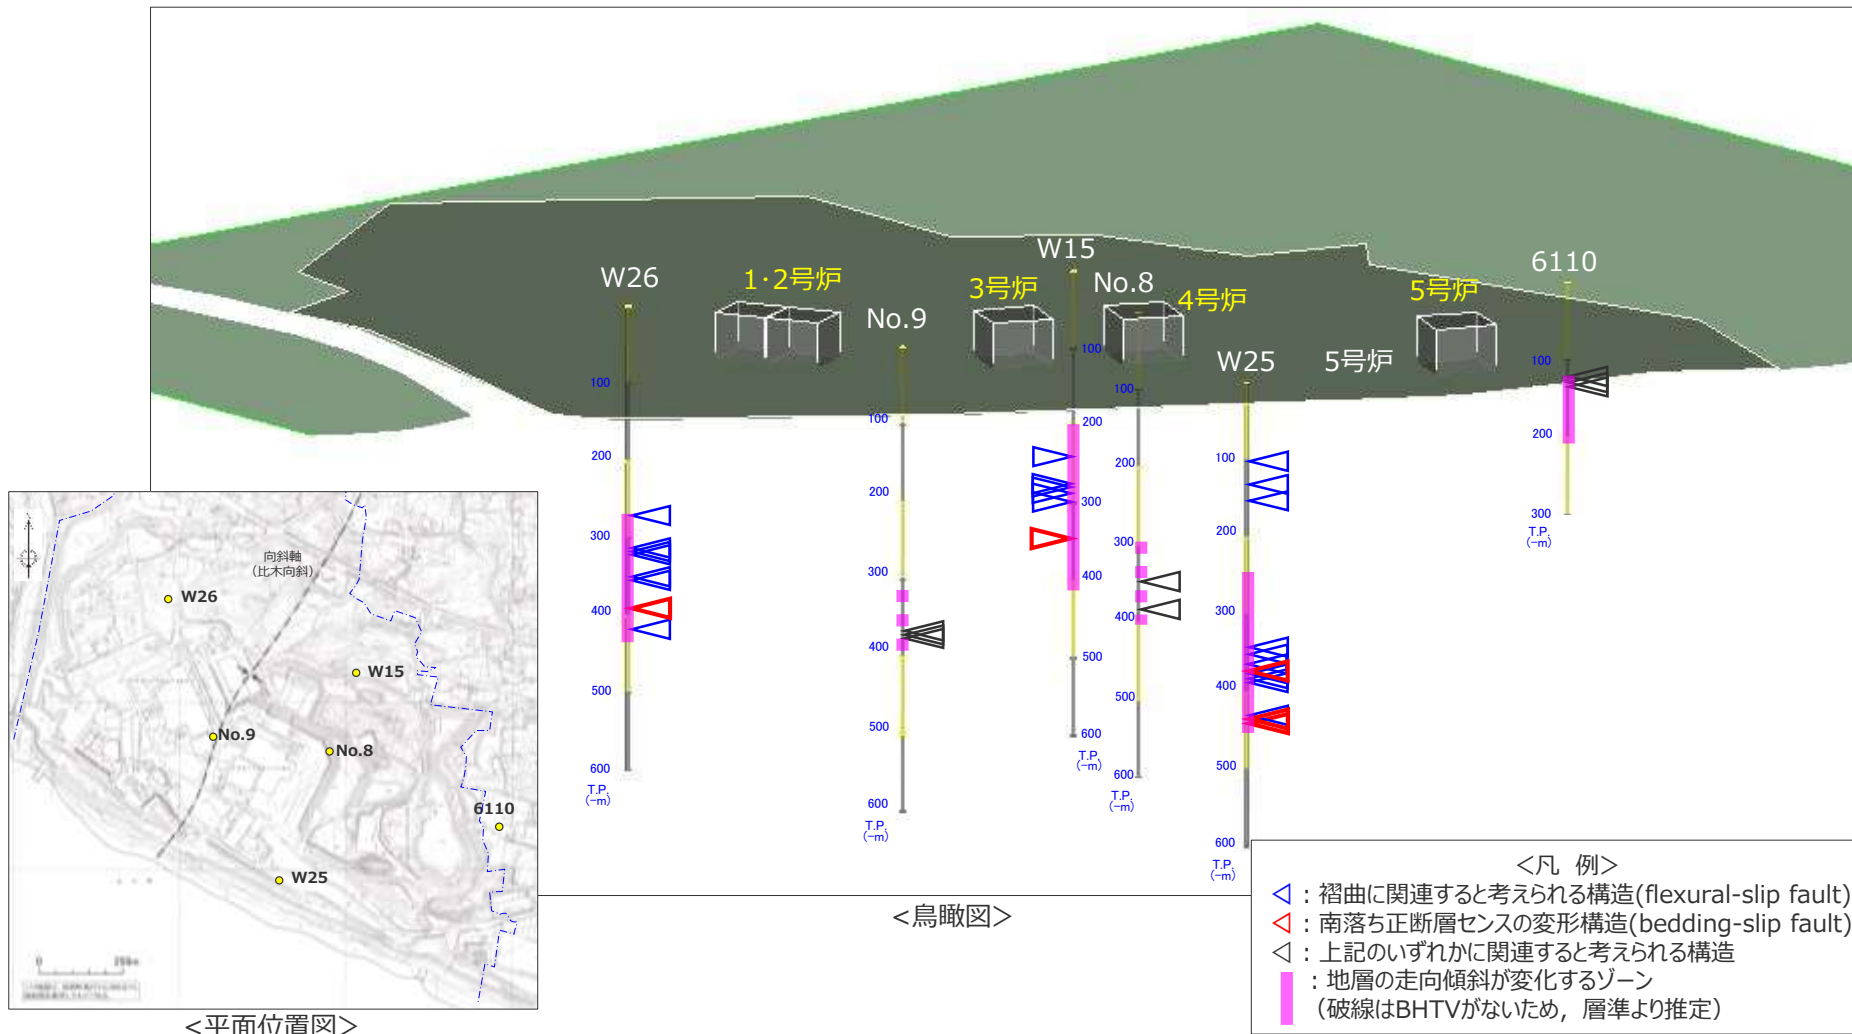 W15
6110
W26
1・2号炉
3号炉
No.8
4号炉
5号炉
No.9
W25
5号炉
100
200
300
400
500
600
T.P.
(−m)
100
200
300
400
500
600
T.P.
(−m)
100
200
300
400
500
600
T.P.
(−m)
100
200
300
400
500
600
T.P.
(−m)
100
200
300
400
500
600
T.P.
(−m)
100
200
300
T.P.
(−m)
向斜軸
(比木向斜)
W26
W15
No.9
No.8
6110
W25
0
<平面位置図>
<鳥瞰図>
<凡 例>
：褶曲に関連すると考えられる構造(flexural-slip fault)
：南落ち正断層センスの変形構造(bedding-slip fault)
：上記のいずれかに関連すると考えられる構造
：地層の走向傾斜が変化するゾーン
(破線はBHTVがないため，層準より推定)